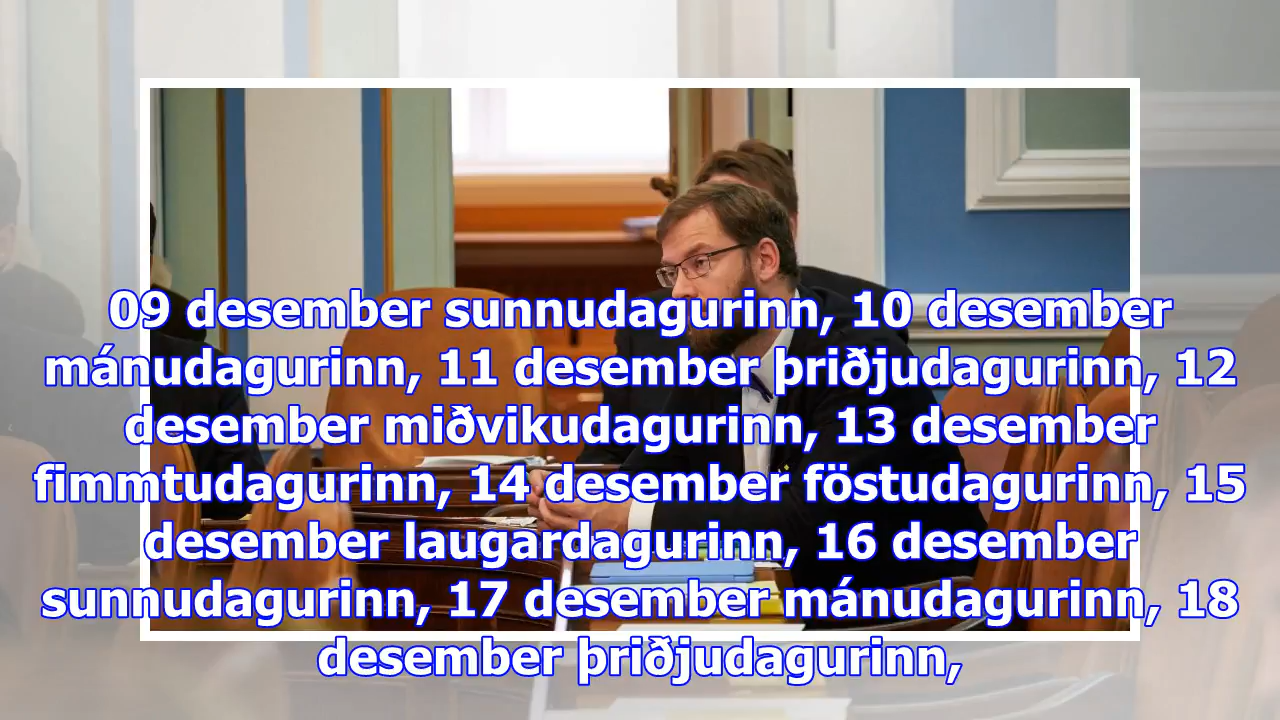 09 desember sunnudagurinn, 10 desember
mánudagurinn, 11 desember þriðjudagurinn, 12
desember miðvikudagurinn, 13 desember
fimmtudagurinn, 14 desember föstudagurinn, 15
desember laugardagurinn, 16 desember
sunnudagurinn, 17 desember mánudagurinn, 18
desember þriðjudagurinn,